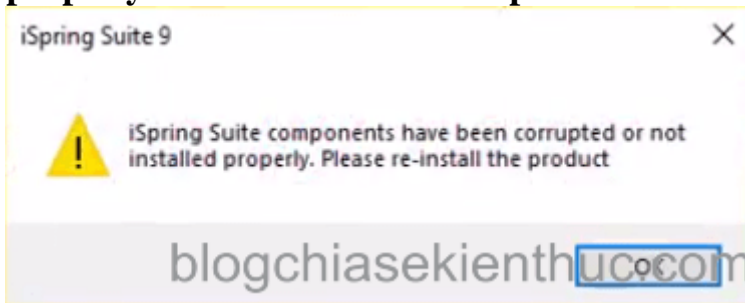 iSpring Suite 9
iSpring Suite components have been corrupted or not
installed properly. Please re-install the product
blogchiasekienthuc.com
OK